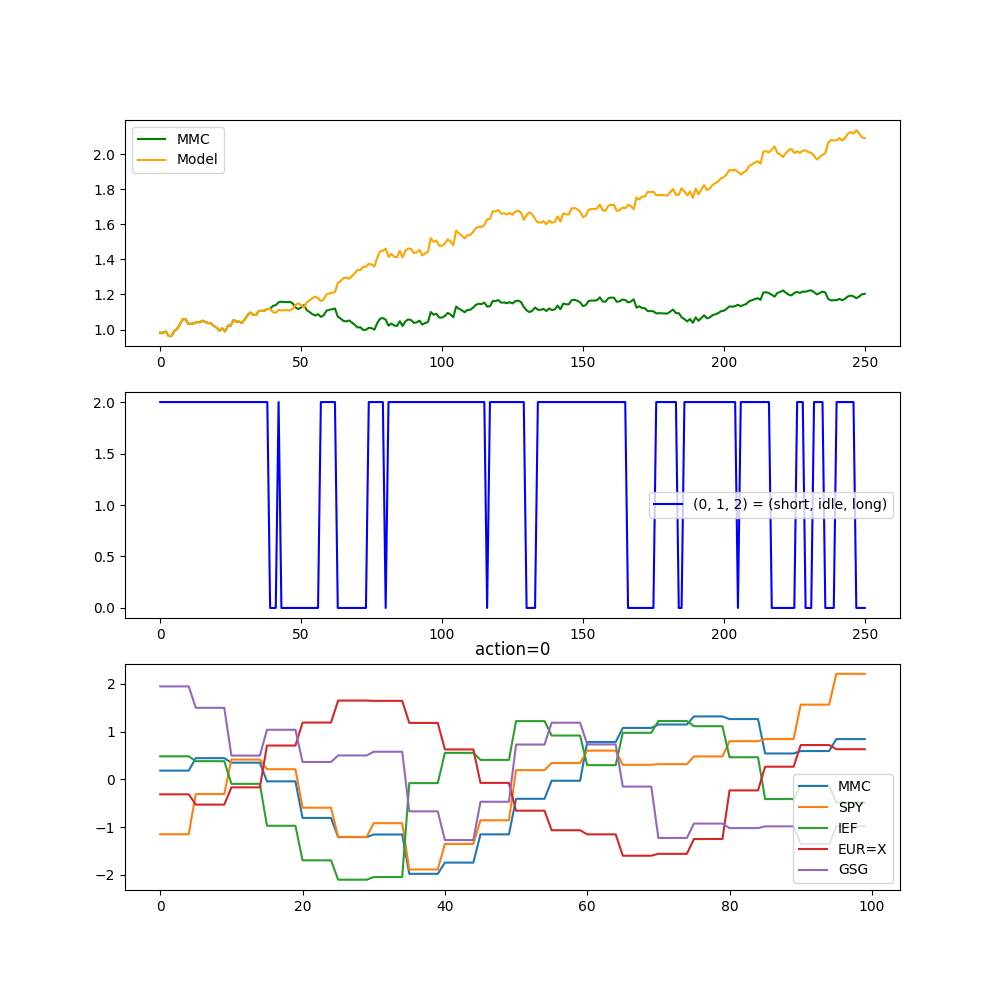 2.0
1.8
1.6
1.4
1.2
1.0
MMC
Model
0 50 100 150 200 250
2.0
1.5
1.0
0.5
0.0
(0, 1, 2) = (short, idle, long)
0 50 100 150 200 250
action=0
2
1
0
−1
−2
MMC
SPY
IEF
EUR=X
GSG
0 20 40 60 80 100